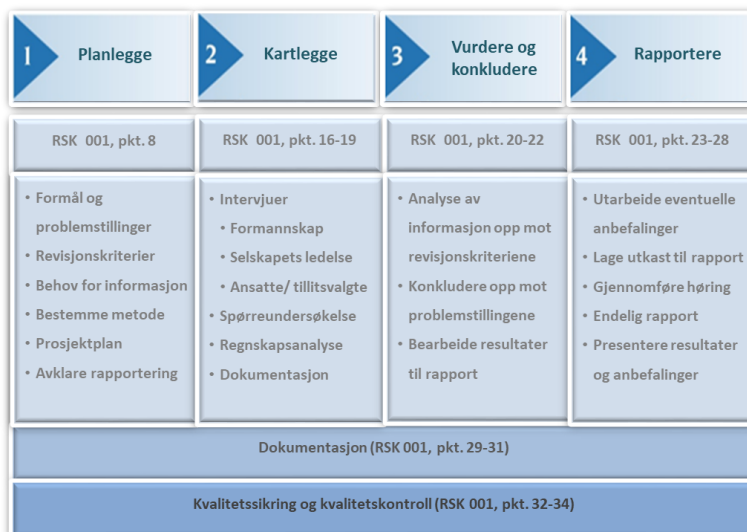 1
Planlegge
2
Kartlegge
3
Vurdere og
konkludere
4
Rapportere
RSK 001, pkt. 8
RSK 001, pkt. 16-19
RSK 001, pkt. 20-22
RSK 001, pkt. 23-28
• Formål og
problemstillinger
• Revisjonskriterier
• Behov for informasjon
• Bestemme metode
• Prosjektplan
• Avklare rapportering
• Intervjuer
• Formannskap
• Selskapets ledelse
• Ansatte/ tillitsvalgte
• Spørreundersøkelse
• Regnskapsanalyse
• Dokumentasjon
• Analyse av
informasjon opp mot
revisjonskriteriene
• Konkludere opp mot
problemstillingene
• Bearbeide resultater
til rapport
• Utarbeide eventuelle
anbefalinger
• Lage utkast til rapport
• Gjennomføre høring
• Endelig rapport
• Presentere resultater
og anbefalinger
Dokumentasjon (RSK 001, pkt. 29-31)
Kvalitetssikring og kvalitetskontroll (RSK 001, pkt. 32-34)